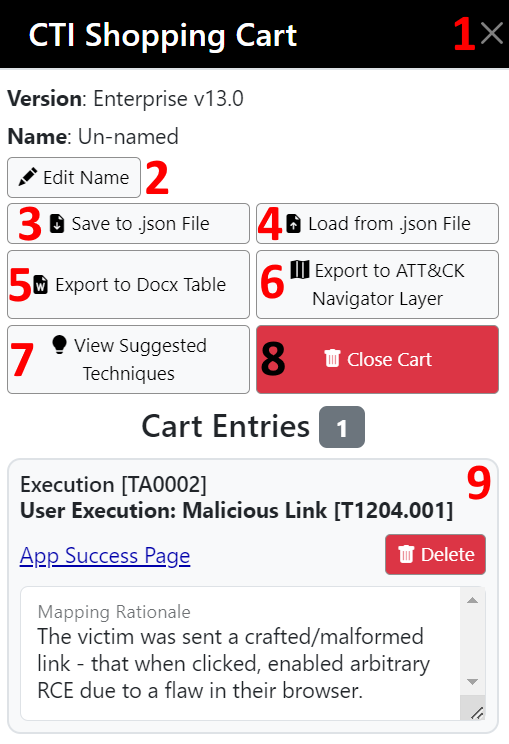 CTI Shopping Cart 1
Version: Enterprise v13.0
Name: Un-named
Edit Name 2
3 Save to .json File
4 Load from .json File
5 Export to Docx Table
6 Export to ATT&CK
Navigator Layer
7 View Suggested
Techniques
8 Close Cart
Cart Entries 1
Execution [TA0002] 9
User Execution: Malicious Link [T1204.001]
App Success Page
Delete
Mapping Rationale
The victim was sent a crafted/malformed
link - that when clicked, enabled arbitrary
RCE due to a flaw in their browser.